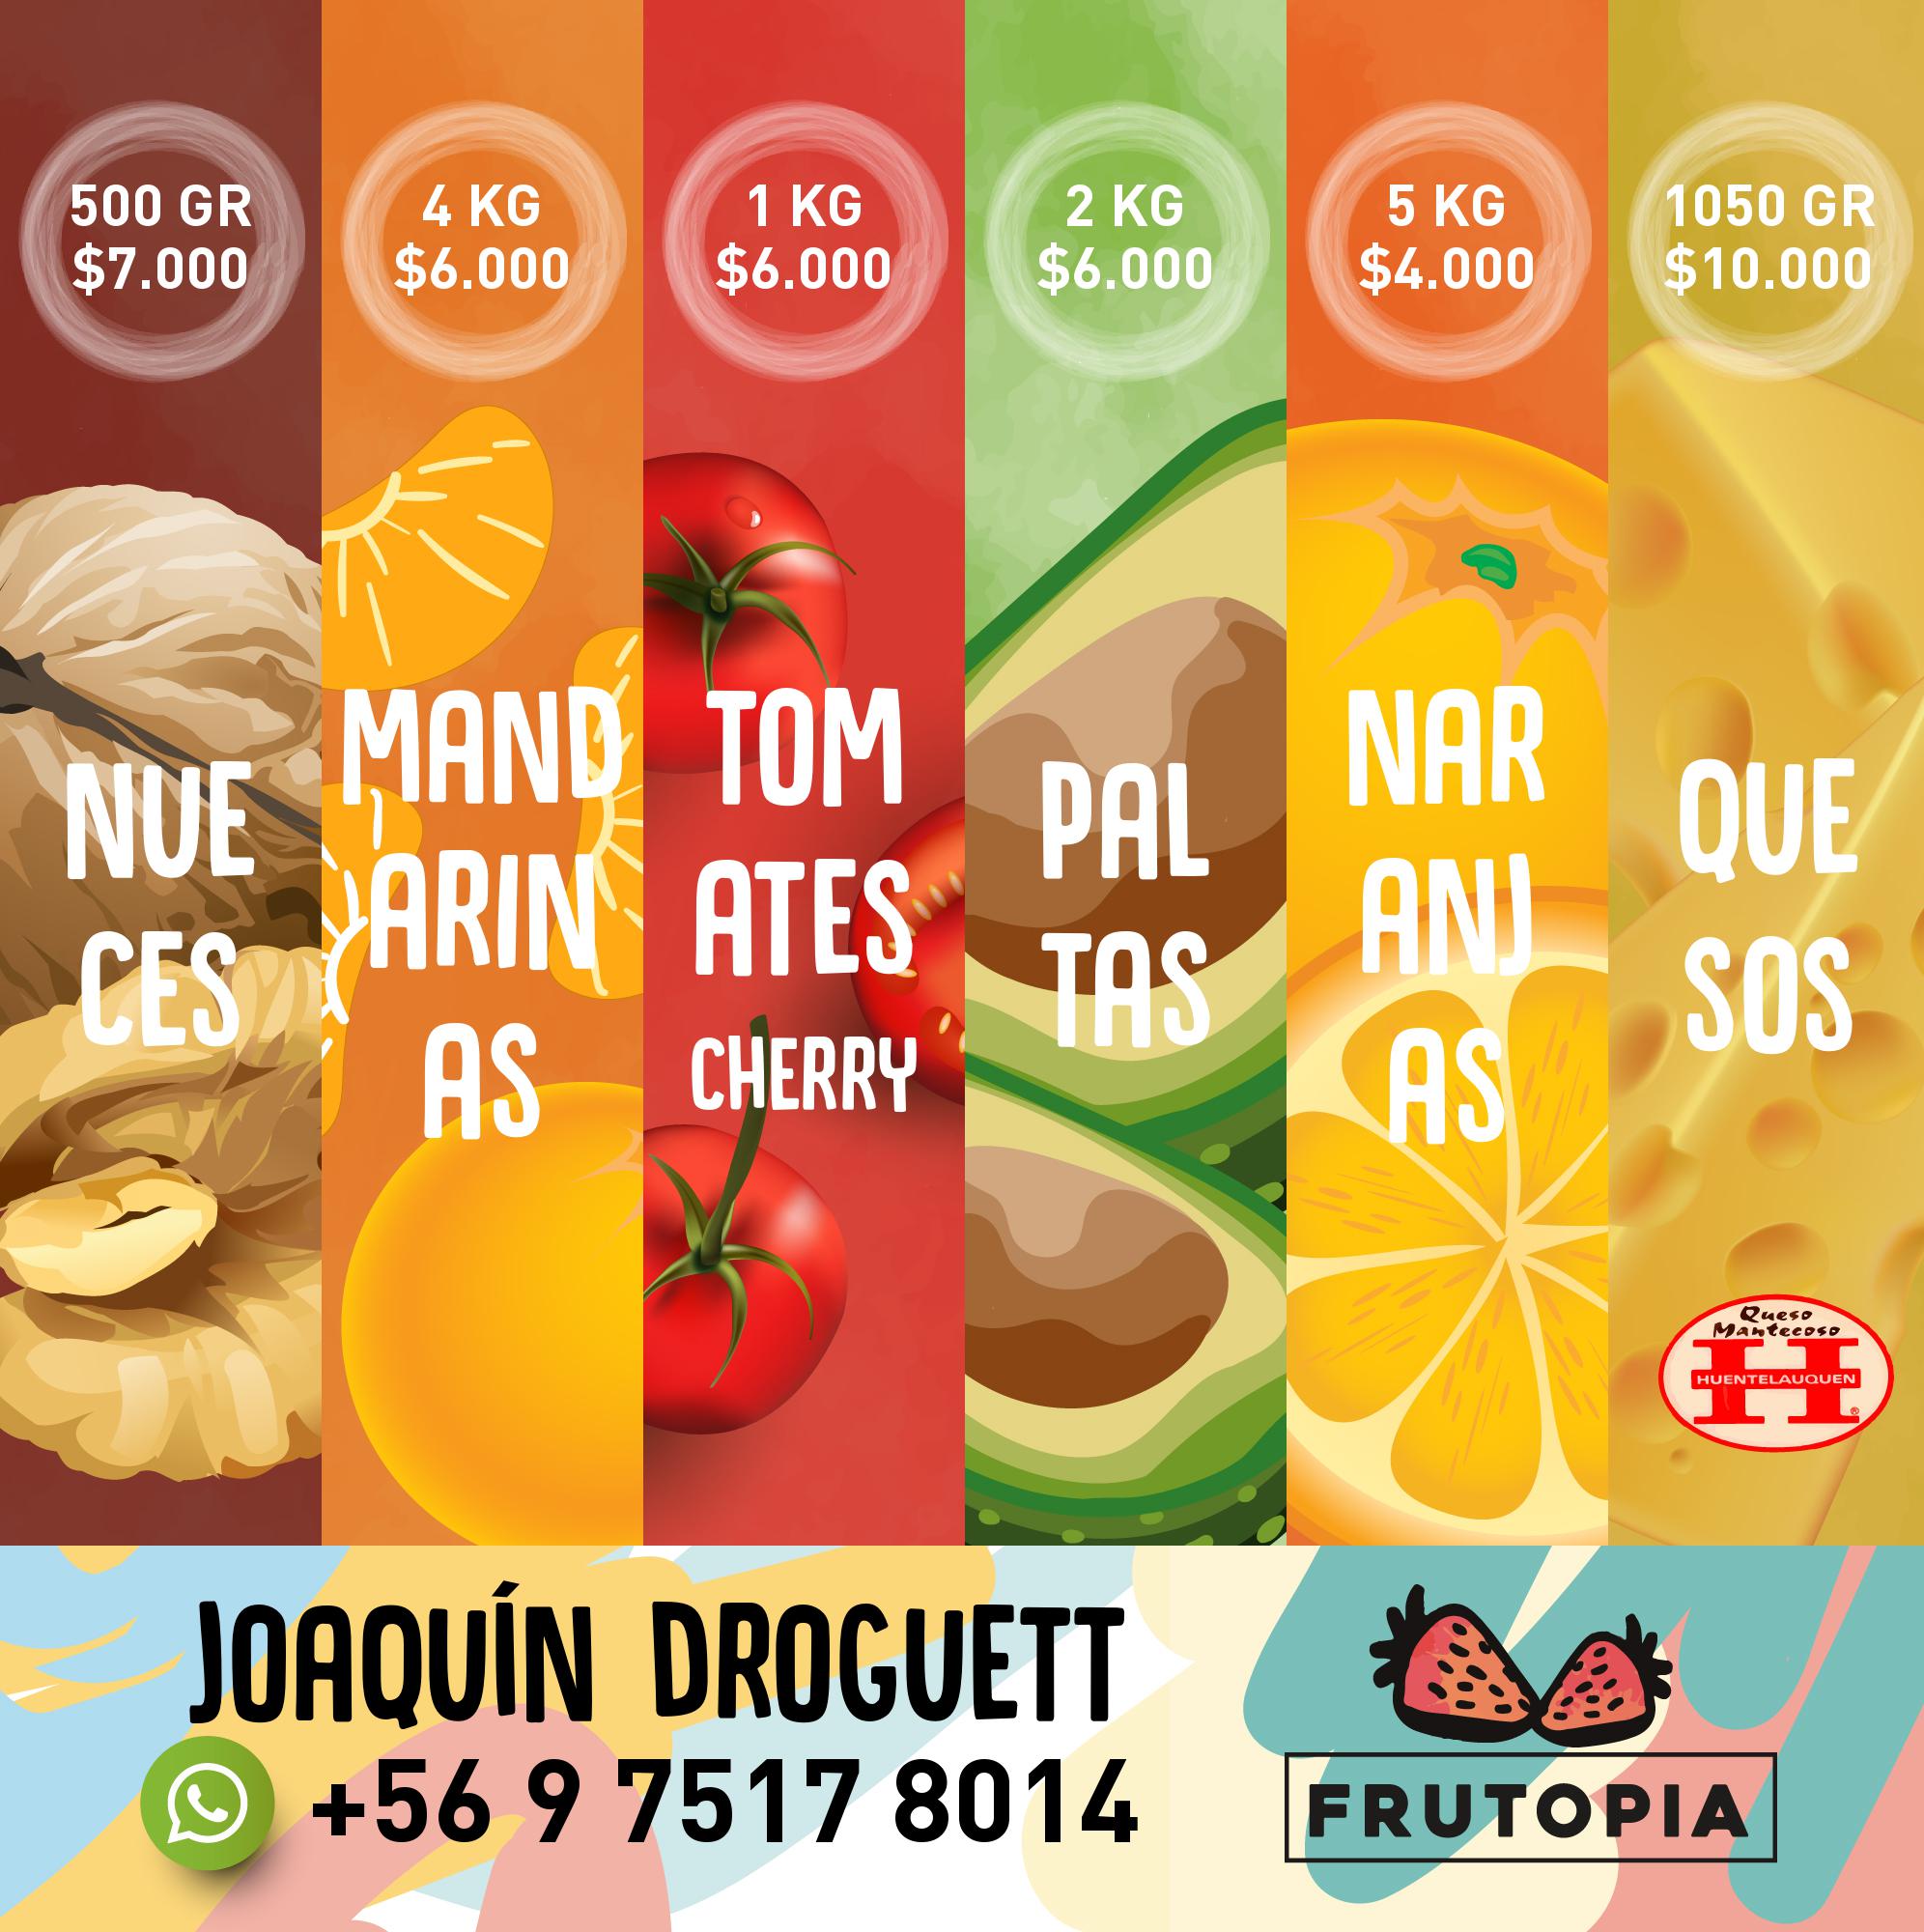 500 GR
$7.000
NUE
CES
4 KG
$6.000
MAND
ARIN
AS
1 KG
$6.000
TOM
ATES
CHERRY
2 KG
$6.000
PAL
TAS
5 KG
$4.000
NAR
ANJ
AS
1050 GR
$10.000
QUE
SOS
Queso
Mantecoso
H
HUENTELAUQUEN
®
JOAQUÍN DROGUETT
+56 9 7517 8014
FRUTOPIA